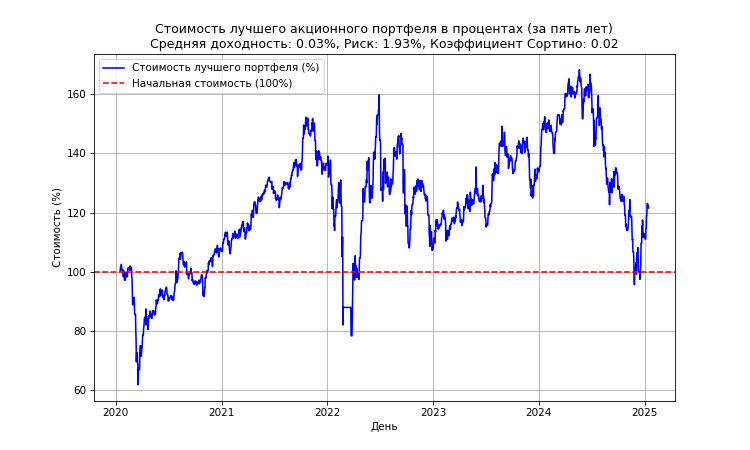 Стоимость лучшего акционного портфеля в процентах (за пять лет)
Средняя доходность: 0.03%, Риск: 1.93%, Коэффициент Сортино: 0.02
Стоимость лучшего портфеля (%)
Начальная стоимость (100%)
Стоимость (%)
160
140
120
100
80
60
2020
2021
2022
2023
2024
2025
День